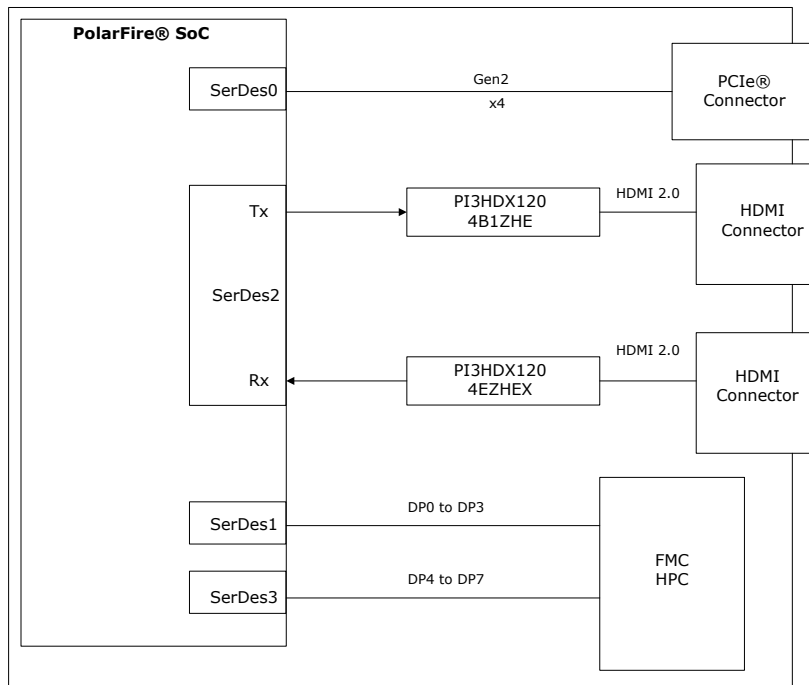 PolarFire® SoC
SerDes0
Gen2
x4
PCIe®
Connector
Tx
PI3HDX120
4B1ZHE
HDMI 2.0
HDMI
Connector
SerDes2
Rx
PI3HDX120
4EZHEX
HDMI 2.0
HDMI
Connector
SerDes1
DP0 to DP3
FMC
HPC
SerDes3
DP4 to DP7